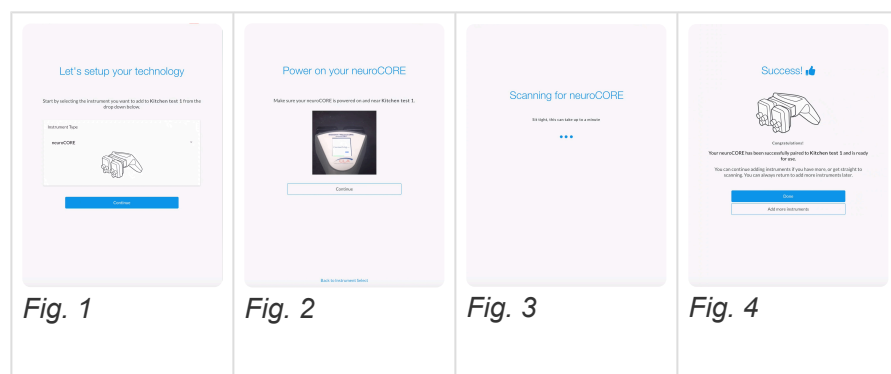 Let's setup your technology
Start by selecting the instrument you want to add to Kitchen test 1 from the
drop down below.
Instrument Type
neuroCORE
Continue
Fig. 1
Power on your neuroCORE
Make sure your neuroCORE is powered on and near Kitchen test 1.
Continue
Back to Instrument Select
Fig. 2
Scanning for neuroCORE
Sit tight, this can take up to a minute
Fig. 3
Success!
Congratulations!
Your neuroCORE has been successfully paired to Kitchen test 1 and is ready
for use.
You can continue adding instruments if you have more, or get straight to
scanning. You can always return to add more instruments later.
Done
Add more instruments
Fig. 4